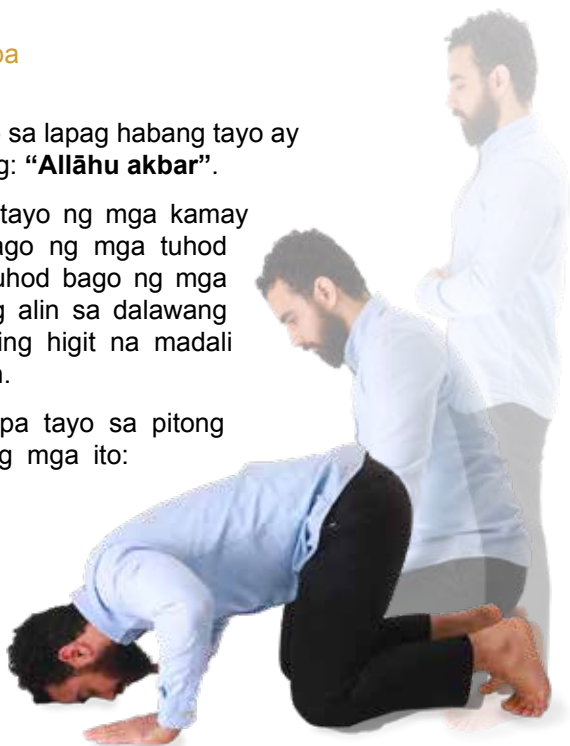 pa
sa lapag habang tayo ay
g: “Allāhu akbar”.
tayo ng mga kamay
ago ng mga tuhod
uhod bago ng mga
g alin sa dalawang
ing higit na madali
.
pa tayo sa pitong
g mga ito: